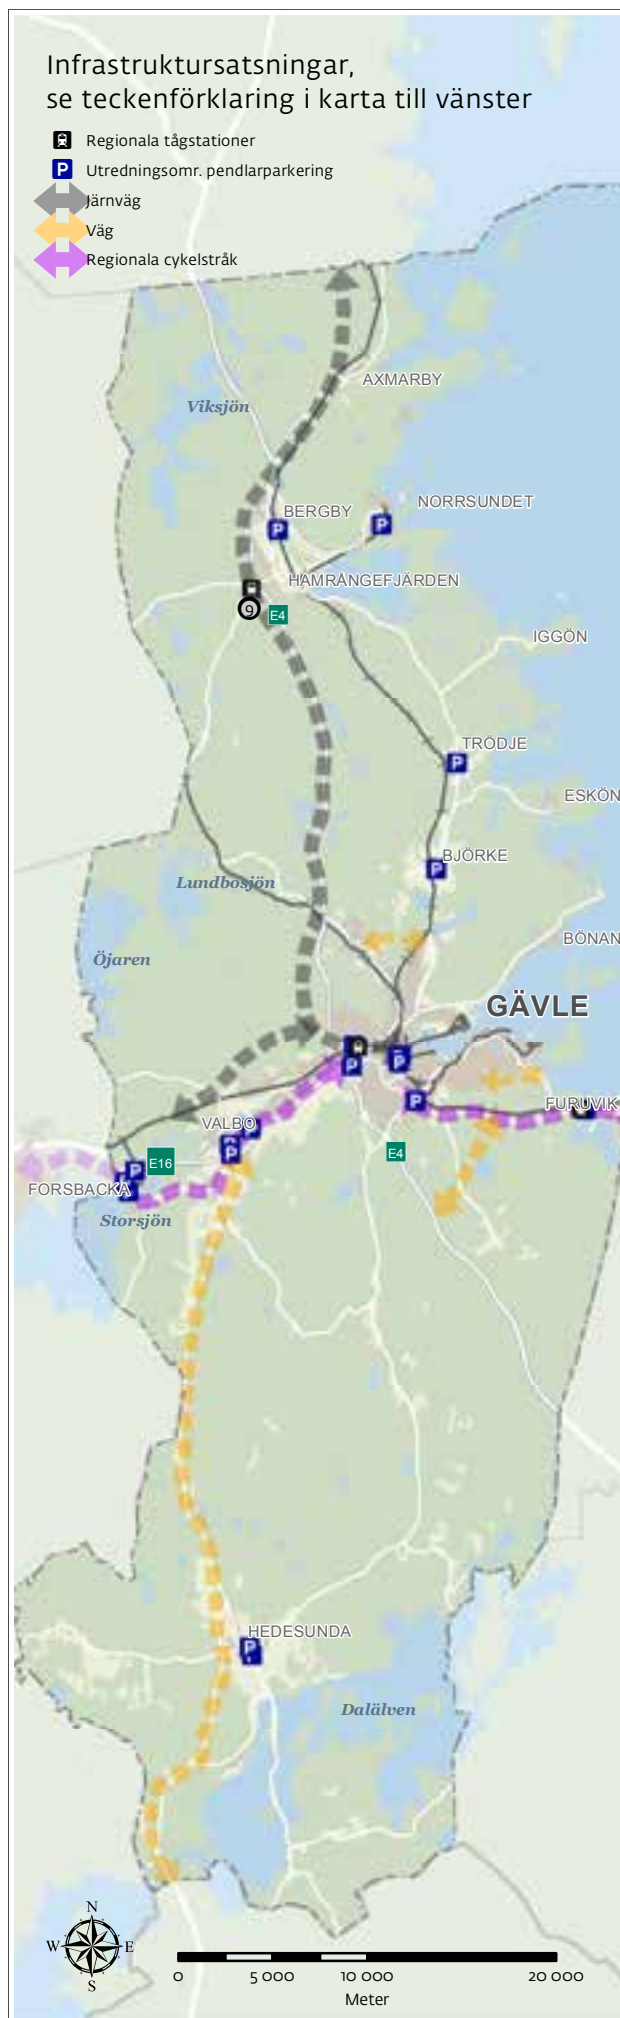 Infrastruktursatsningar,
se teckenförklaring i karta till vänster
Regionala tågstationer
P Utredningsomr. pendlarparkering
Järnväg
Väg
Regionala cykelstråk
AXMARBY
Viksjön
NORRSUNDET
BERGBY
P
P
HAMRÅNGEFJÄRDEN
9
E4
IGGÖN
TRÖDJE
P
ESKÖN
BJÖRKE
P
Lundbosjön
BÖNAN
Öjaren
GÄVLE
P
P
P
FURUVIK
VALBO
P
E4
E16
P
FORSBACKA
Storsjön
HEDESUNDA
P
Dalälven
N
W E
S
0 5 000 10 000 20 000
Meter